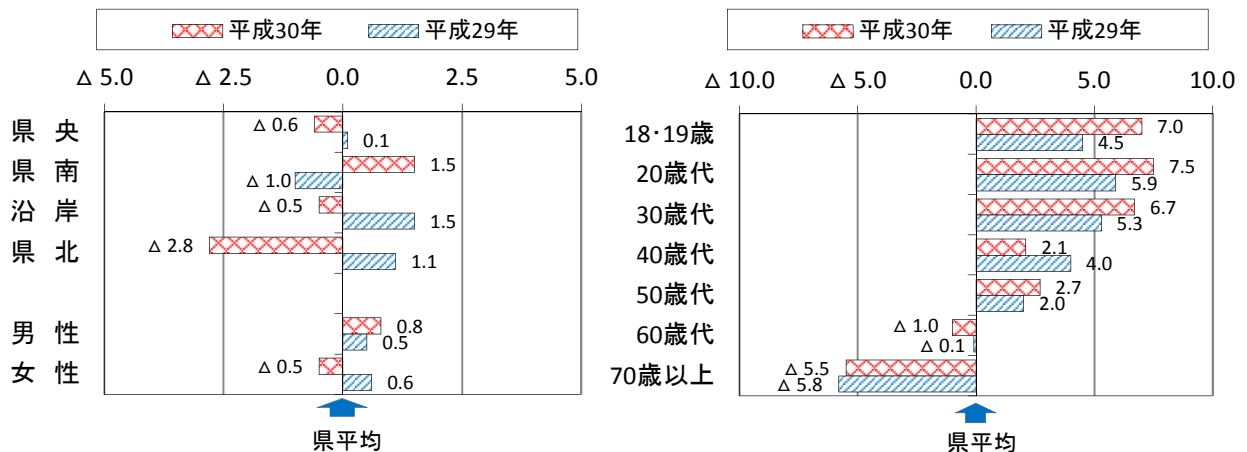 平成30年 平成29年
△ 5.0 △ 2.5 0.0 2.5 5.0
県 央 △ 0.6 0.1
県 南 1.5 △ 1.0
沿 岸 △ 0.5 1.5
県 北 △ 2.8 1.1
男 性 0.8 0.5
女 性 △ 0.5 0.6
県平均
平成30年 平成29年
△ 10.0 △ 5.0 0.0 5.0 10.0
18・19歳 7.0 4.5
20歳代 7.5 5.9
30歳代 6.7 5.3
40歳代 2.1 4.0
50歳代 2.7 2.0
60歳代 △ 1.0 △ 0.1
70歳以上 △ 5.5 △ 5.8
県平均